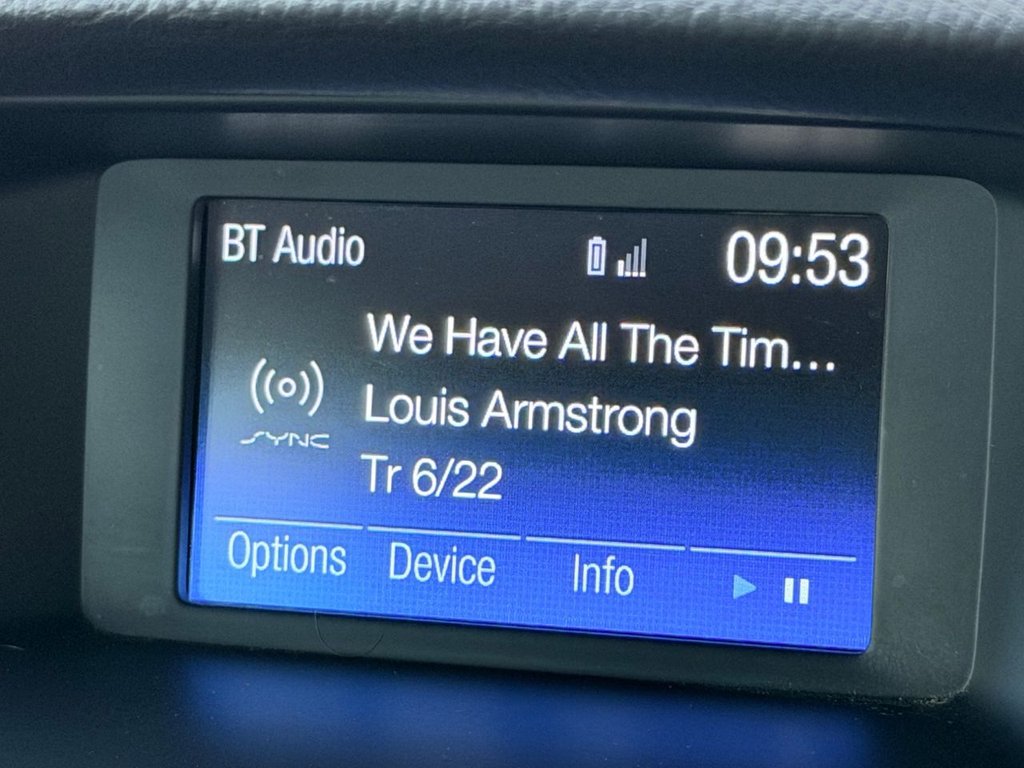 BT Audio 09:53
We Have All The Tim...
Louis Armstrong
SYNC
Tr 6/22
Options Device Info